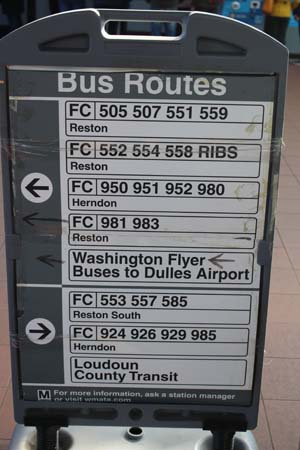 Bus Routes
FC 505 507 551 559
Reston
FC 552 554 558 RIBS
Reston
FC 950 951 952 980
Herndon
FC 981 983
Reston
Washington Flyer
Buses to Dulles Airport
FC 553 557 585
Reston South
FC 924 926 929 985
Herndon
Loudoun
County Transit
M For more information, ask a station manager
or visit wmata.com